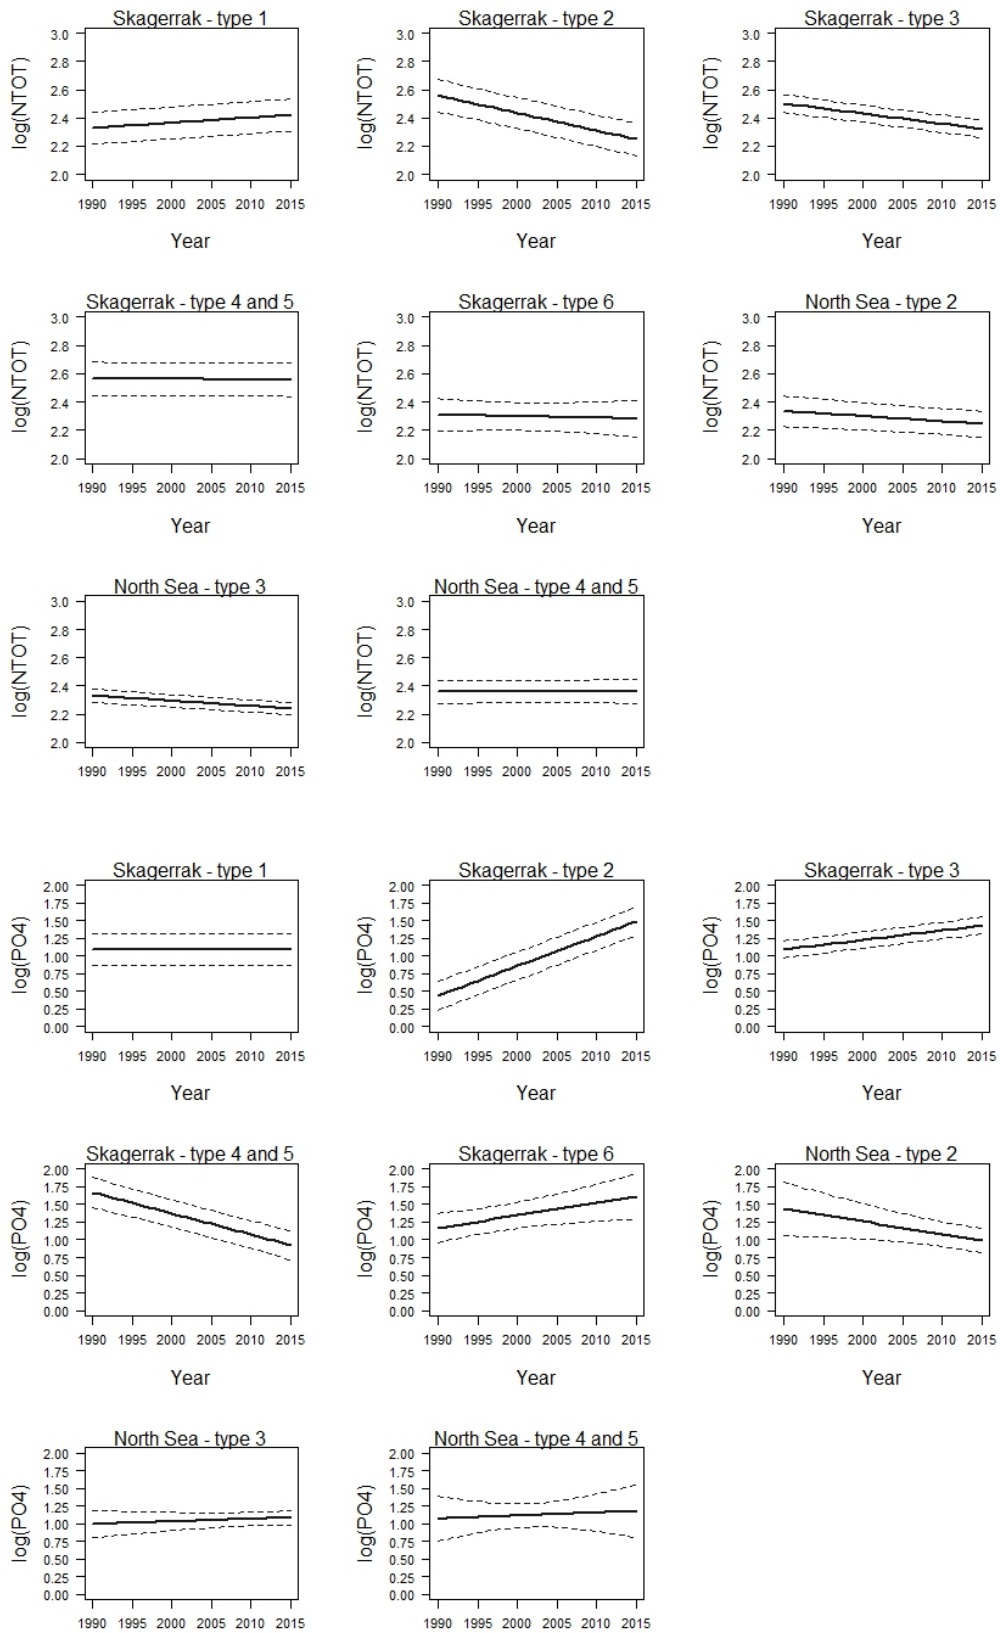 Skagerrak - type 1 Skagerrak - type 2 Skagerrak - type 3
3.0 3.0 3.0
2.8 2.8 2.8
2.6 2.6 2.6
2.4 2.4 2.4
2.2 2.2 2.2
2.0 2.0 2.0
log(NTOT) log(NTOT) log(NTOT)
1990 1995 2000 2005 2010 2015 1990 1995 2000 2005 2010 2015 1990 1995 2000 2005 2010 2015
Year Year Year
Skagerrak - type 4 and 5 Skagerrak - type 6 North Sea - type 2
3.0 3.0 3.0
2.8 2.8 2.8
2.6 2.6 2.6
2.4 2.4 2.4
2.2 2.2 2.2
2.0 2.0 2.0
log(NTOT) log(NTOT) log(NTOT)
1990 1995 2000 2005 2010 2015 1990 1995 2000 2005 2010 2015 1990 1995 2000 2005 2010 2015
Year Year Year
North Sea - type 3 North Sea - type 4 and 5
3.0 3.0
2.8 2.8
2.6 2.6
2.4 2.4
2.2 2.2
2.0 2.0
log(NTOT) log(NTOT)
1990 1995 2000 2005 2010 2015 1990 1995 2000 2005 2010 2015
Skagerrak - type 1 Skagerrak - type 2 Skagerrak - type 3
2.00 2.00 2.00
1.75 1.75 1.75
1.50 1.50 1.50
1.25 1.25 1.25
1.00 1.00 1.00
0.75 0.75 0.75
0.50 0.50 0.50
0.25 0.25 0.25
0.00 0.00 0.00
log(PO4) log(PO4) log(PO4)
1990 1995 2000 2005 2010 2015 1990 1995 2000 2005 2010 2015 1990 1995 2000 2005 2010 2015
Year Year Year
Skagerrak - type 4 and 5 Skagerrak - type 6 North Sea - type 2
2.00 2.00 2.00
1.75 1.75 1.75
1.50 1.50 1.50
1.25 1.25 1.25
1.00 1.00 1.00
0.75 0.75 0.75
0.50 0.50 0.50
0.25 0.25 0.25
0.00 0.00 0.00
log(PO4) log(PO4) log(PO4)
1990 1995 2000 2005 2010 2015 1990 1995 2000 2005 2010 2015 1990 1995 2000 2005 2010 2015
Year Year Year
North Sea - type 3 North Sea - type 4 and 5
2.00 2.00
1.75 1.75
1.50 1.50
1.25 1.25
1.00 1.00
0.75 0.75
0.50 0.50
0.25 0.25
0.00 0.00
log(PO4) log(PO4)
1990 1995 2000 2005 2010 2015 1990 1995 2000 2005 2010 2015